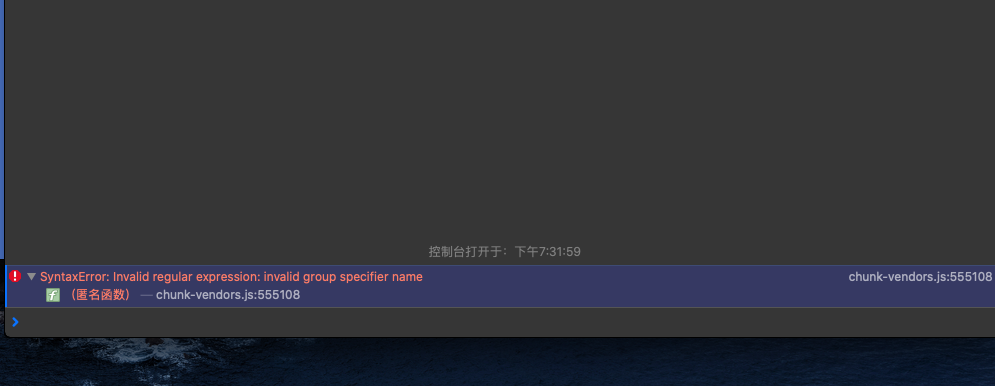 控制台打开于：下午7:31:59
SyntaxError: Invalid regular expression: invalid group specifier name chunk-vendors.js:555108
f （匿名函数） — chunk-vendors.js:555108